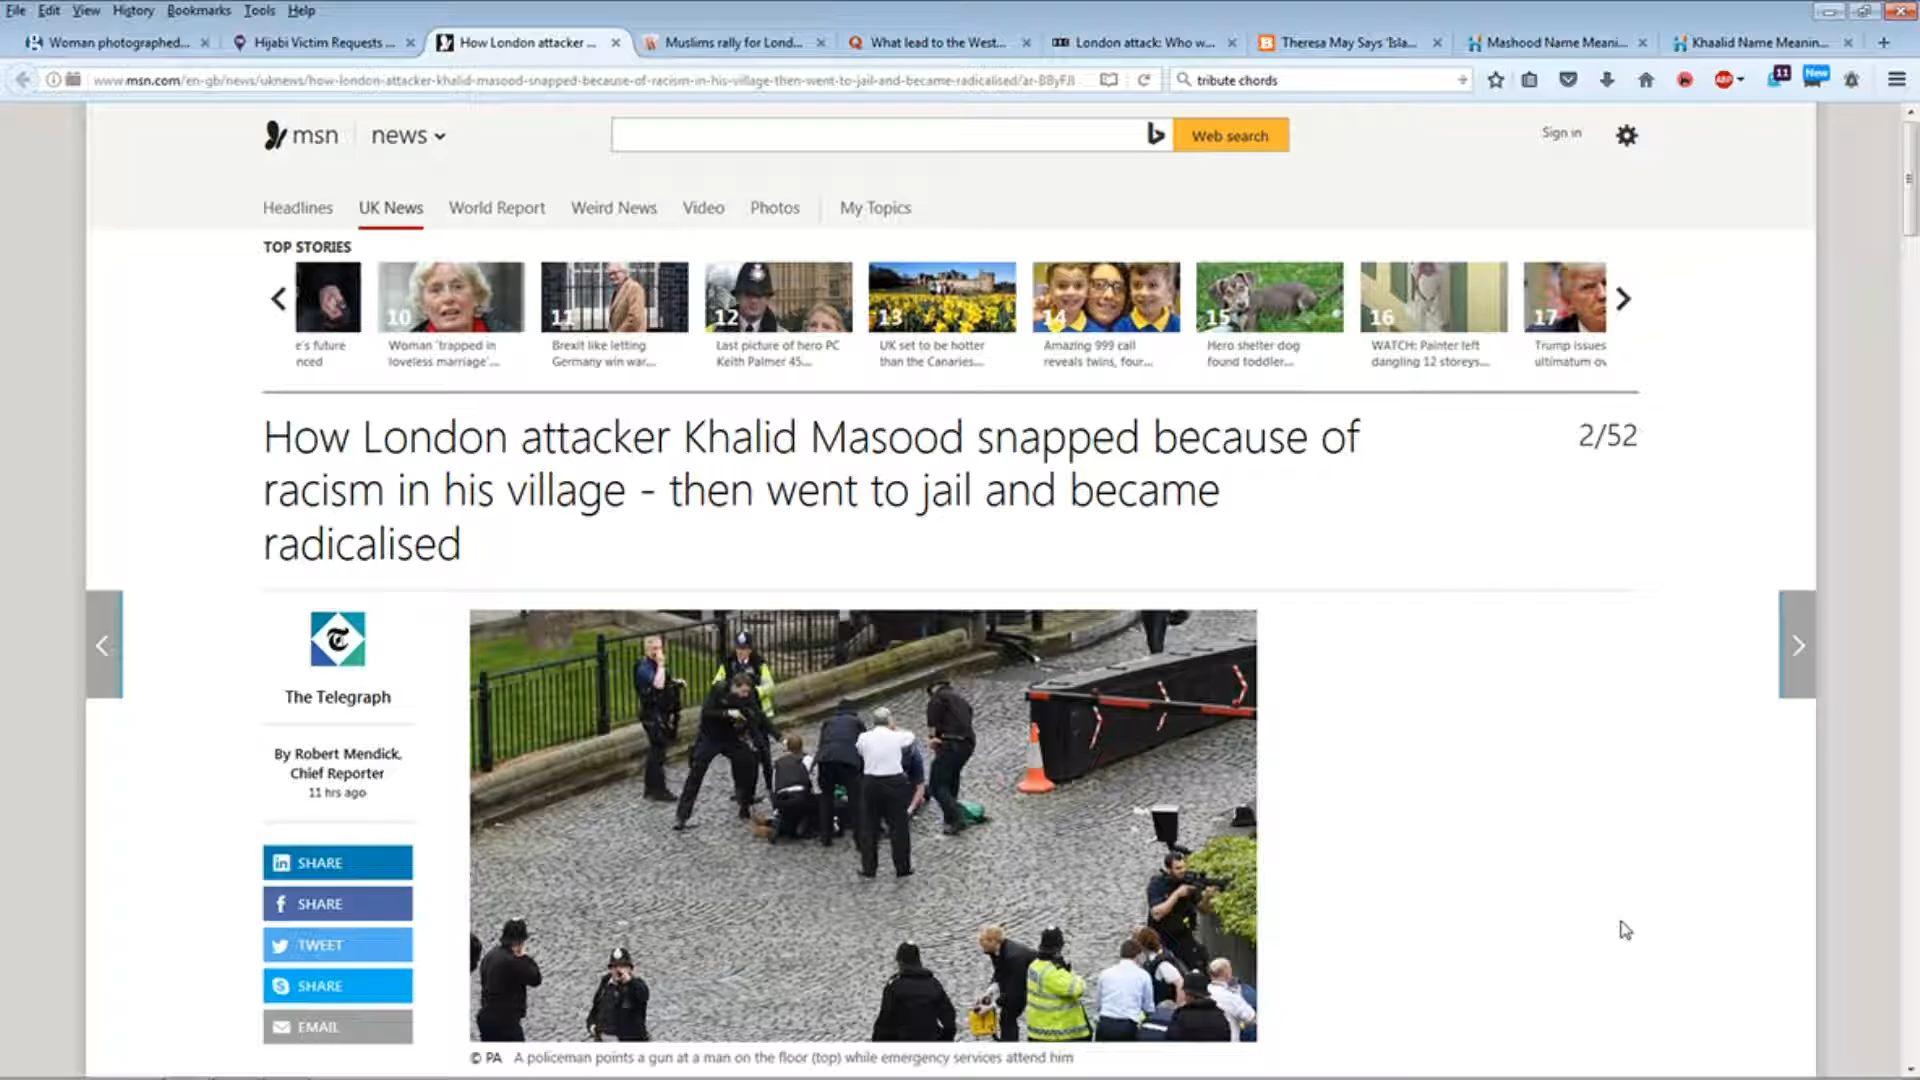 File Edit View History Bookmarks Tools Help
Woman photographed... Hijabi Victim Requests ... How London attacker ... Muslims rally for Lond... What lead to the West... London attack: Who w... Theresa May Says 'Isla... Mashood Name Meani... Khaalid Name Meanin...
www.msn.com/en-gb/news/uknews/how-london-attacker-khalid-masood-snapped-because-of-racism-in-his-village-then-went-to-jail-and-became-radicalised/ar-BByFJl tribute chords ABP 11 New
msn news Web search Sign in
Headlines UK News World Report Weird News Video Photos My Topics
TOP STORIES
10 11 12 13 14 15 16 17
e's future Woman 'trapped in Brexit like letting Last picture of hero PC UK set to be hotter Amazing 999 call Hero shelter dog WATCH: Painter left Trump issues
nced loveless marriage'... Germany win war... Keith Palmer 45... than the Canaries... reveals twins, four... found toddler... dangling 12 storeys... ultimatum ov
How London attacker Khalid Masood snapped because of
racism in his village - then went to jail and became
radicalised
2/52
The Telegraph
By Robert Mendick,
Chief Reporter
11 hrs ago
in SHARE
f SHARE
TWEET
SHARE
EMAIL
© PA A policeman points a gun at a man on the floor (top) while emergency services attend him